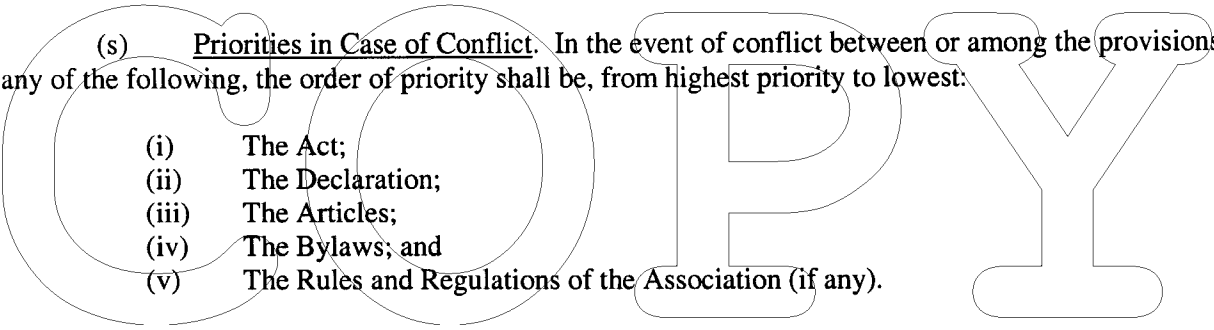 (s) Priorities in Case of Conflict. In the event of conflict between or among the provisions
any of the following, the order of priority shall be, from highest priority to lowest:
(i) The Act;
(ii) The Declaration;
(iii) The Articles;
(iv) The Bylaws; and
(v) The Rules and Regulations of the Association (if any).
COPY